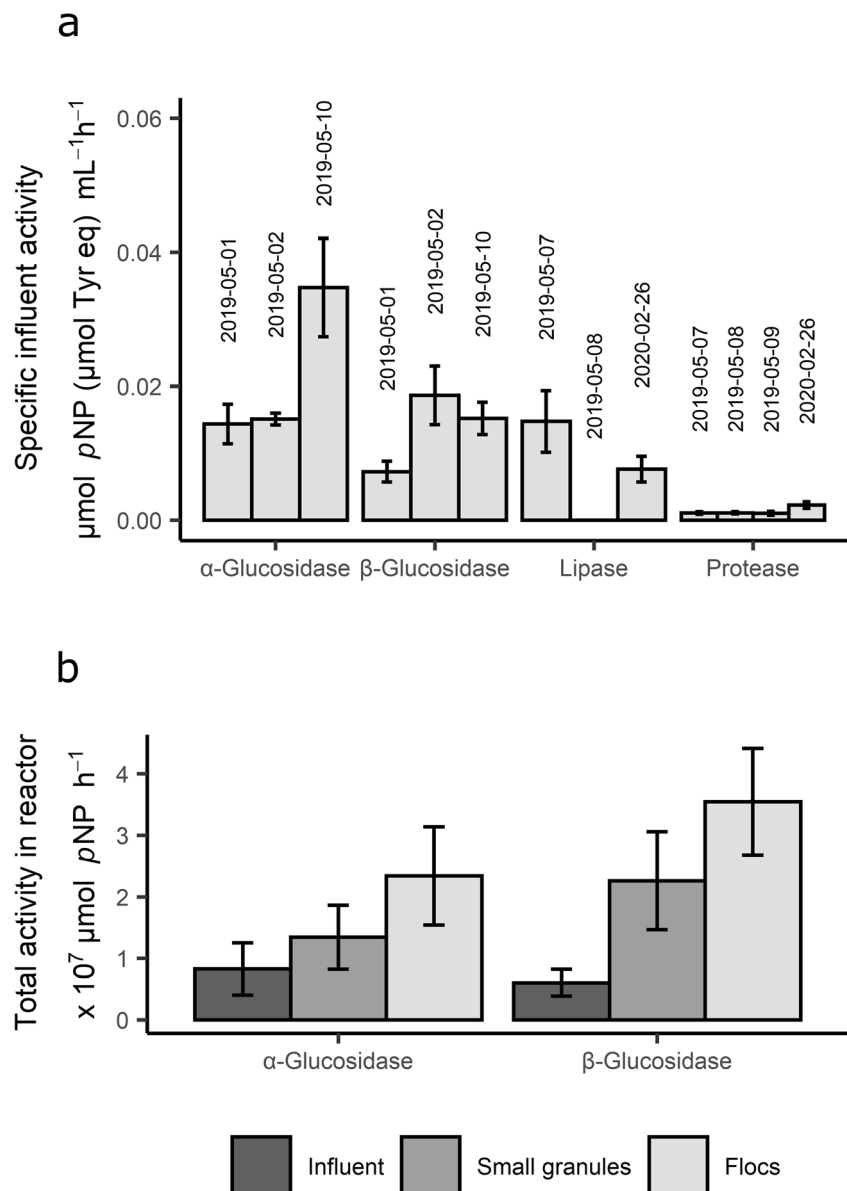 a
Specific influent activity
µmol pNP (µmol Tyr eq) mL⁻¹h⁻¹
0.06
0.04
0.02
0.00
2019-05-01
2019-05-02
2019-05-10
2019-05-01
2019-05-02
2019-05-10
2019-05-07
2019-05-08
2020-02-26
2019-05-07
2019-05-08
2019-05-09
2020-02-26
α-Glucosidase β-Glucosidase Lipase Protease
b
Total activity in reactor
x 10⁷ µmol pNP h⁻¹
4
3
2
1
0
α-Glucosidase β-Glucosidase
Influent Small granules Flocs